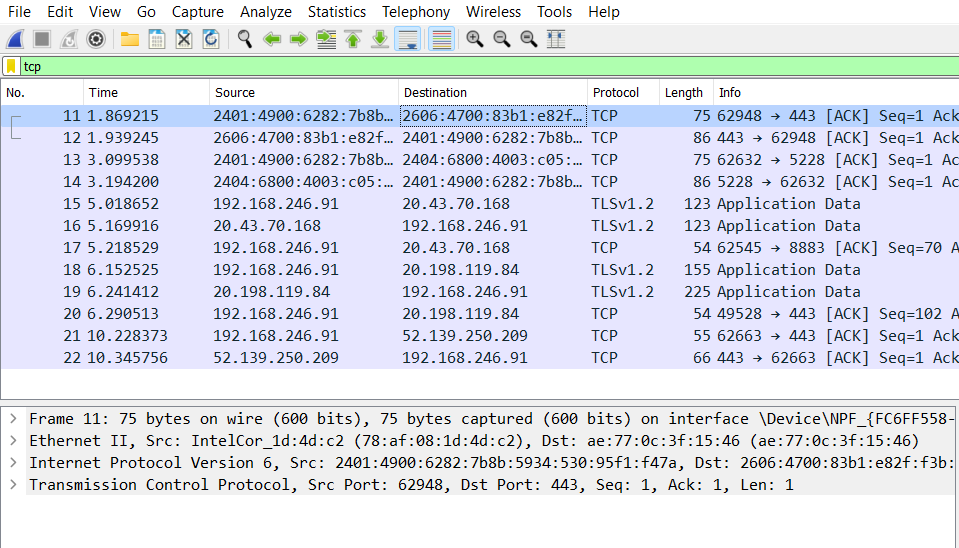 File Edit View Go Capture Analyze Statistics Telephony Wireless Tools Help
tcp
No. Time Source Destination Protocol Length Info
11 1.869215 2401:4900:6282:7b8b… 2606:4700:83b1:e82f… TCP 75 62948 → 443 [ACK] Seq=1 Ack
12 1.939245 2606:4700:83b1:e82f… 2401:4900:6282:7b8b… TCP 86 443 → 62948 [ACK] Seq=1 Ack
13 3.099538 2401:4900:6282:7b8b… 2404:6800:4003:c05:… TCP 75 62632 → 5228 [ACK] Seq=1 A
14 3.194200 2404:6800:4003:c05:… 2401:4900:6282:7b8b… TCP 86 5228 → 62632 [ACK] Seq=1 A
15 5.018652 192.168.246.91 20.43.70.168 TLSv1.2 123 Application Data
16 5.169916 20.43.70.168 192.168.246.91 TLSv1.2 123 Application Data
17 5.218529 192.168.246.91 20.43.70.168 TCP 54 62545 → 8883 [ACK] Seq=70 A
18 6.152525 192.168.246.91 20.198.119.84 TLSv1.2 155 Application Data
19 6.241412 20.198.119.84 192.168.246.91 TLSv1.2 225 Application Data
20 6.290513 192.168.246.91 20.198.119.84 TCP 54 49528 → 443 [ACK] Seq=102 A
21 10.228373 192.168.246.91 52.139.250.209 TCP 55 62663 → 443 [ACK] Seq=1 Ack
22 10.345756 52.139.250.209 192.168.246.91 TCP 66 443 → 62663 [ACK] Seq=1 Ack
Frame 11: 75 bytes on wire (600 bits), 75 bytes captured (600 bits) on interface \Device\NPF_{FC6FF558-
Ethernet II, Src: IntelCor_1d:4d:c2 (78:af:08:1d:4d:c2), Dst: ae:77:0c:3f:15:46 (ae:77:0c:3f:15:46)
Internet Protocol Version 6, Src: 2401:4900:6282:7b8b:5934:530:95f1:f47a, Dst: 2606:4700:83b1:e82f:f3b:
Transmission Control Protocol, Src Port: 62948, Dst Port: 443, Seq: 1, Ack: 1, Len: 1